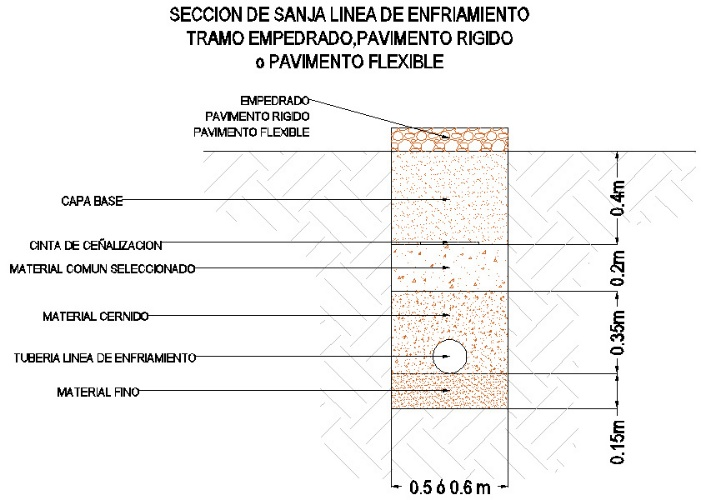 SECCION DE SANJA LINEA DE ENFRIAMIENTO
TRAMO EMPEDRADO,PAVIMENTO RIGIDO
o PAVIMENTO FLEXIBLE
EMPEDRADO
PAVIMENTO RIGIDO
PAVIMENTO FLEXIBLE
CAPA BASE
0.4m
CINTA DE CEÑALIZACION
MATERIAL COMUN SELECCIONADO
0.2m
MATERIAL CERNIDO
0.35m
TUBERIA LINEA DE ENFRIAMIENTO
MATERIAL FINO
0.15m
0.5 ó 0.6 m